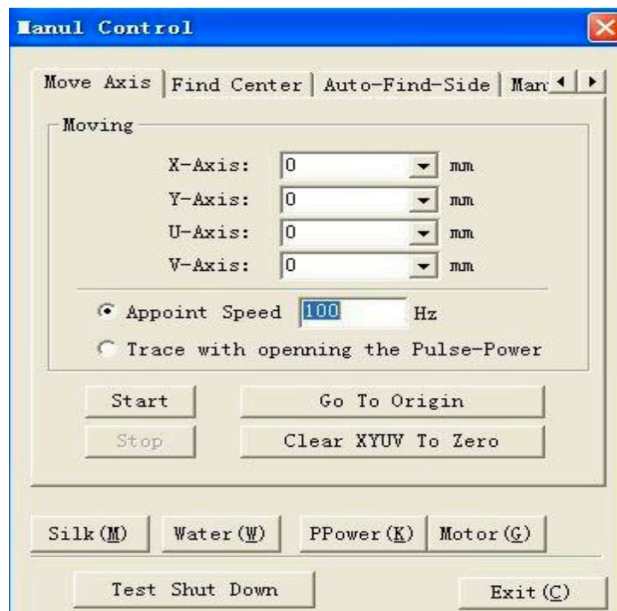 Manul Control
Move Axis Find Center Auto-Find-Side Man
Moving
X-Axis: 0 mm
Y-Axis: 0 mm
U-Axis: 0 mm
V-Axis: 0 mm
Appoint Speed 100 Hz
Trace with openning the Pulse-Power
Start Go To Origin
Stop Clear XYUV To Zero
Silk(M) Water(W) PPower(K) Motor(G)
Test Shut Down Exit(C)